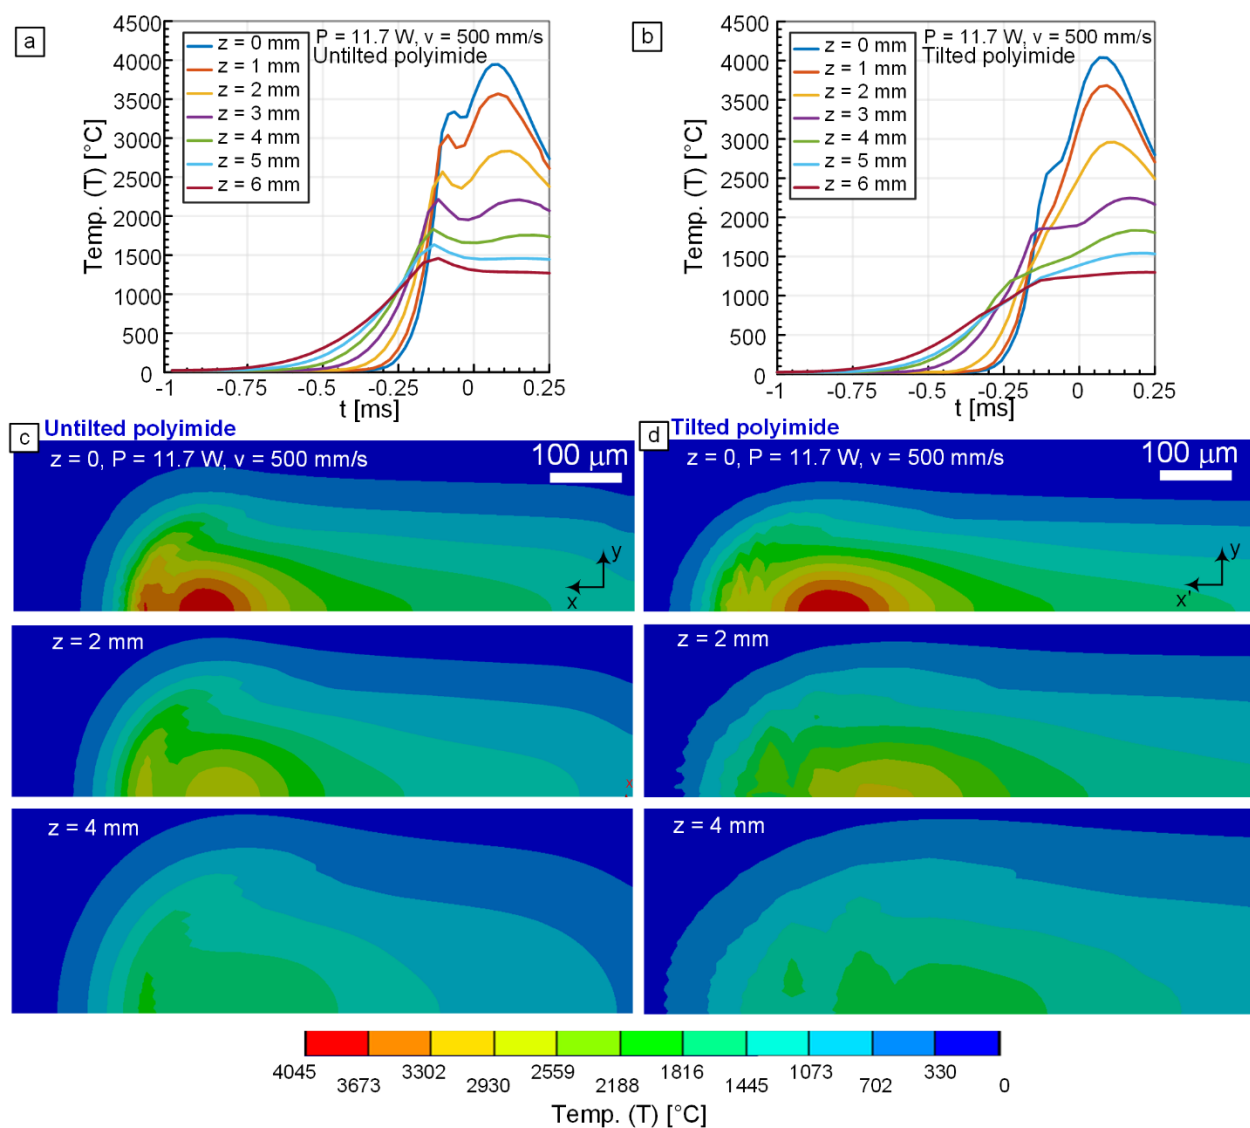 a
4500
4000
3500
3000
2500
2000
1500
1000
500
0
Temp. (T) [°C]
P = 11.7 W, v = 500 mm/s
Untilted polyimide
z = 0 mm
z = 1 mm
z = 2 mm
z = 3 mm
z = 4 mm
z = 5 mm
z = 6 mm
-1 -0.75 -0.5 -0.25 0 0.25
t [ms]
b
4500
4000
3500
3000
2500
2000
1500
1000
500
0
Temp. (T) [°C]
P = 11.7 W, v = 500 mm/s
Tilted polyimide
z = 0 mm
z = 1 mm
z = 2 mm
z = 3 mm
z = 4 mm
z = 5 mm
z = 6 mm
-1 -0.75 -0.5 -0.25 0 0.25
t [ms]
c Untilted polyimide
z = 0, P = 11.7 W, v = 500 mm/s
100 µm
y
x
z = 2 mm
x
z = 4 mm
d Tilted polyimide
z = 0, P = 11.7 W, v = 500 mm/s
100 µm
y
x'
z = 2 mm
z = 4 mm
4045 3673 3302 2930 2559 2188 1816 1445 1073 702 330 0
Temp. (T) [°C]